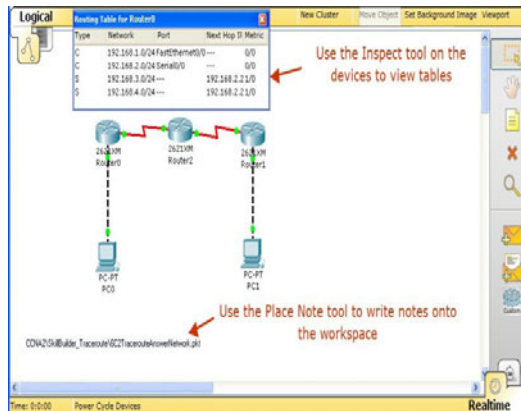 Logical
New Cluster
Move Object
Set Background Image
Viewport
Routing Table for Router0
Type Network Port Next Hop IP Metric
C 192.168.1.0/24 FastEthernet0/0 --- 0/0
C 192.168.2.0/24 Serial0/0 --- 0/0
S 192.168.3.0/24 --- 192.168.2.2 1/0
S 192.168.4.0/24 --- 192.168.2.2 1/0
Use the Inspect tool on the
devices to view tables
2621XM
Router0
2621XM
Router2
2621XM
Router1
PC-PT
PC0
PC-PT
PC1
Custom
Use the Place Note tool to write notes onto
the workspace
Time: 0:00:00
Power Cycle Devices
Realtime